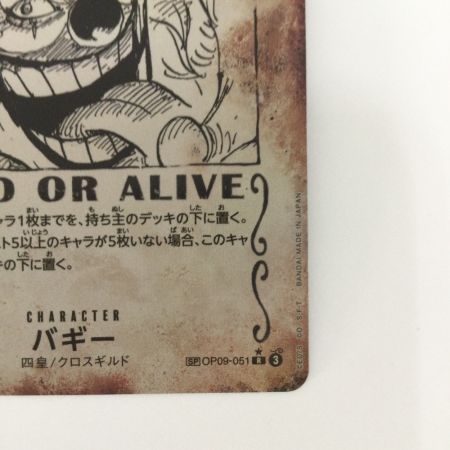 D OR ALIVE
ャラ1枚までを、持ち主のデッキの下に置く。
スト5以上のキャラが5枚いない場合、このキャ
キの下に置く。
CHARACTER
バギー
四皇/クロスギルド
SP OP09-051 R 3
BANDAI MADE IN JAPAN